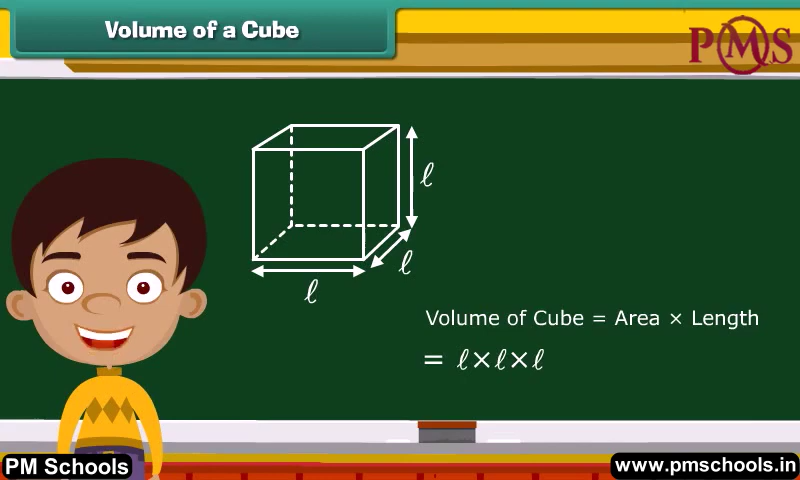 Volume of a Cube
PMS
ℓ
ℓ
ℓ
Volume of Cube = Area × Length
= ℓ×ℓ×ℓ
PM Schools
www.pmschools.in